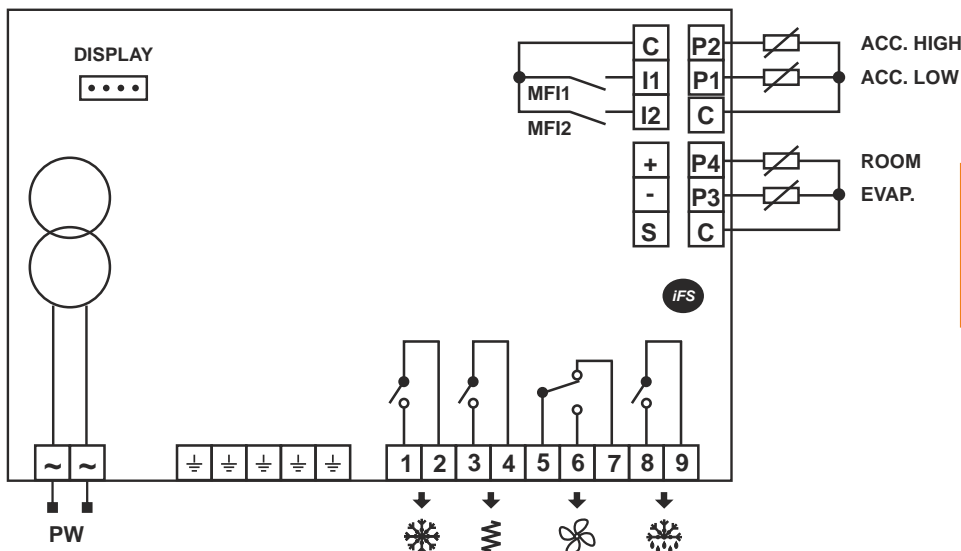 DISPLAY
C P2 ACC. HIGH
MFI1 I1 P1 ACC. LOW
MFI2 I2 C
+ P4 ROOM
- P3 EVAP.
S C
iFS
~ ~ 1 2 3 4 5 6 7 8 9
PW